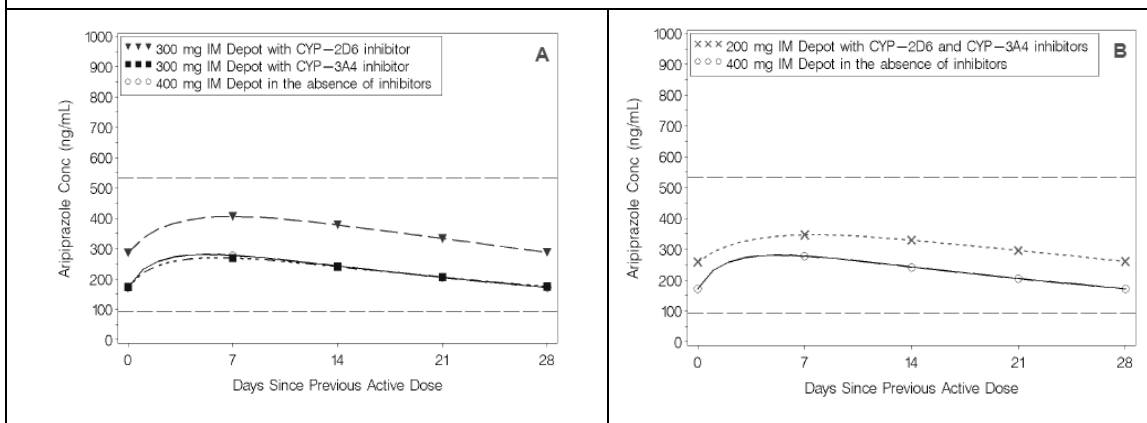 300 mg IM Depot with CYP−2D6 inhibitor
300 mg IM Depot with CYP−3A4 inhibitor
400 mg IM Depot in the absence of inhibitors
A
Aripiprazole Conc (ng/mL)
1000
900
800
700
600
500
400
300
200
100
0
0 7 14 21 28
Days Since Previous Active Dose
200 mg IM Depot with CYP−2D6 and CYP−3A4 inhibitors
400 mg IM Depot in the absence of inhibitors
B
Aripiprazole Conc (ng/mL)
1000
900
800
700
600
500
400
300
200
100
0
0 7 14 21 28
Days Since Previous Active Dose